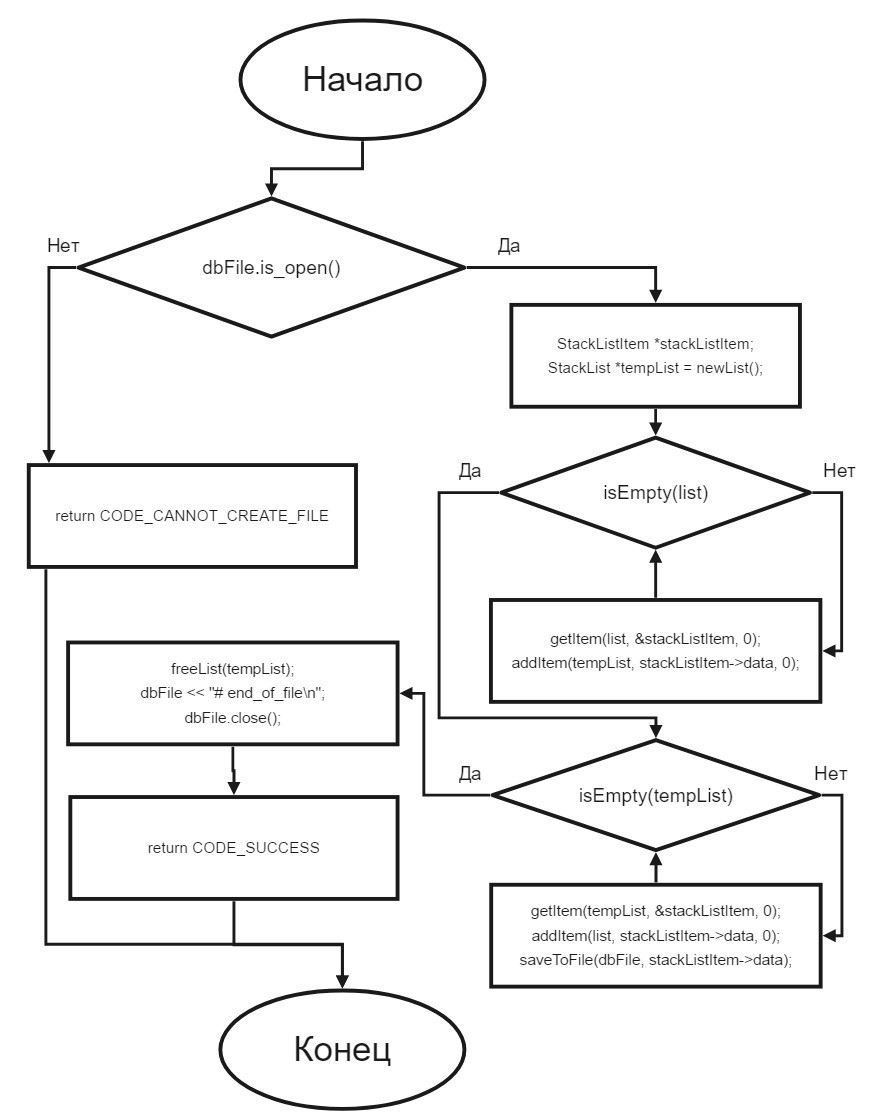 Начало
Нет
Да
dbFile.is_open()
StackListItem *stackListItem;
StackList *tempList = newList();
Да
Нет
isEmpty(list)
return CODE_CANNOT_CREATE_FILE
getItem(list, &stackListItem, 0);
addItem(tempList, stackListItem->data, 0);
freeList(tempList);
dbFile << "# end_of_file\n";
dbFile.close();
Да
Нет
isEmpty(tempList)
return CODE_SUCCESS
getItem(tempList, &stackListItem, 0);
addItem(list, stackListItem->data, 0);
saveToFile(dbFile, stackListItem->data);
Конец